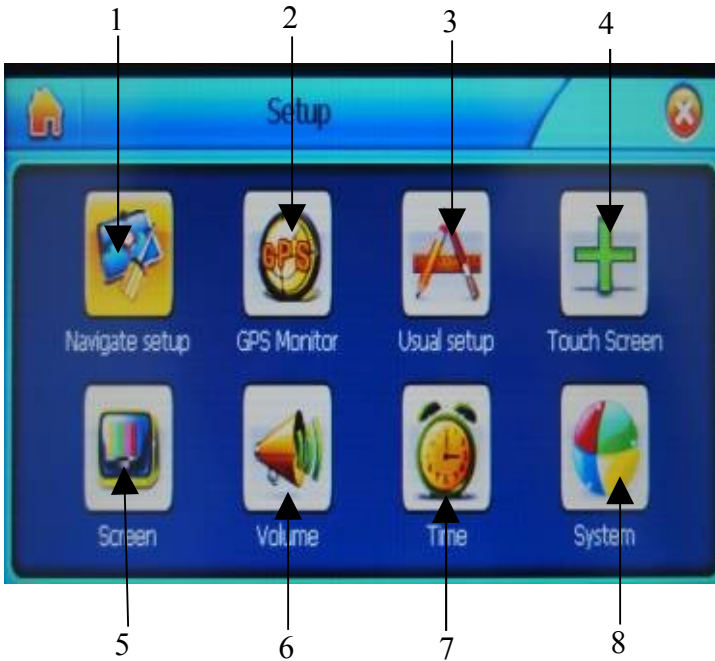 1 2 3 4
Setup
GPS
Navigate setup GPS Monitor Usual setup Touch Screen
Screen Volume Time System
5 6 7 8